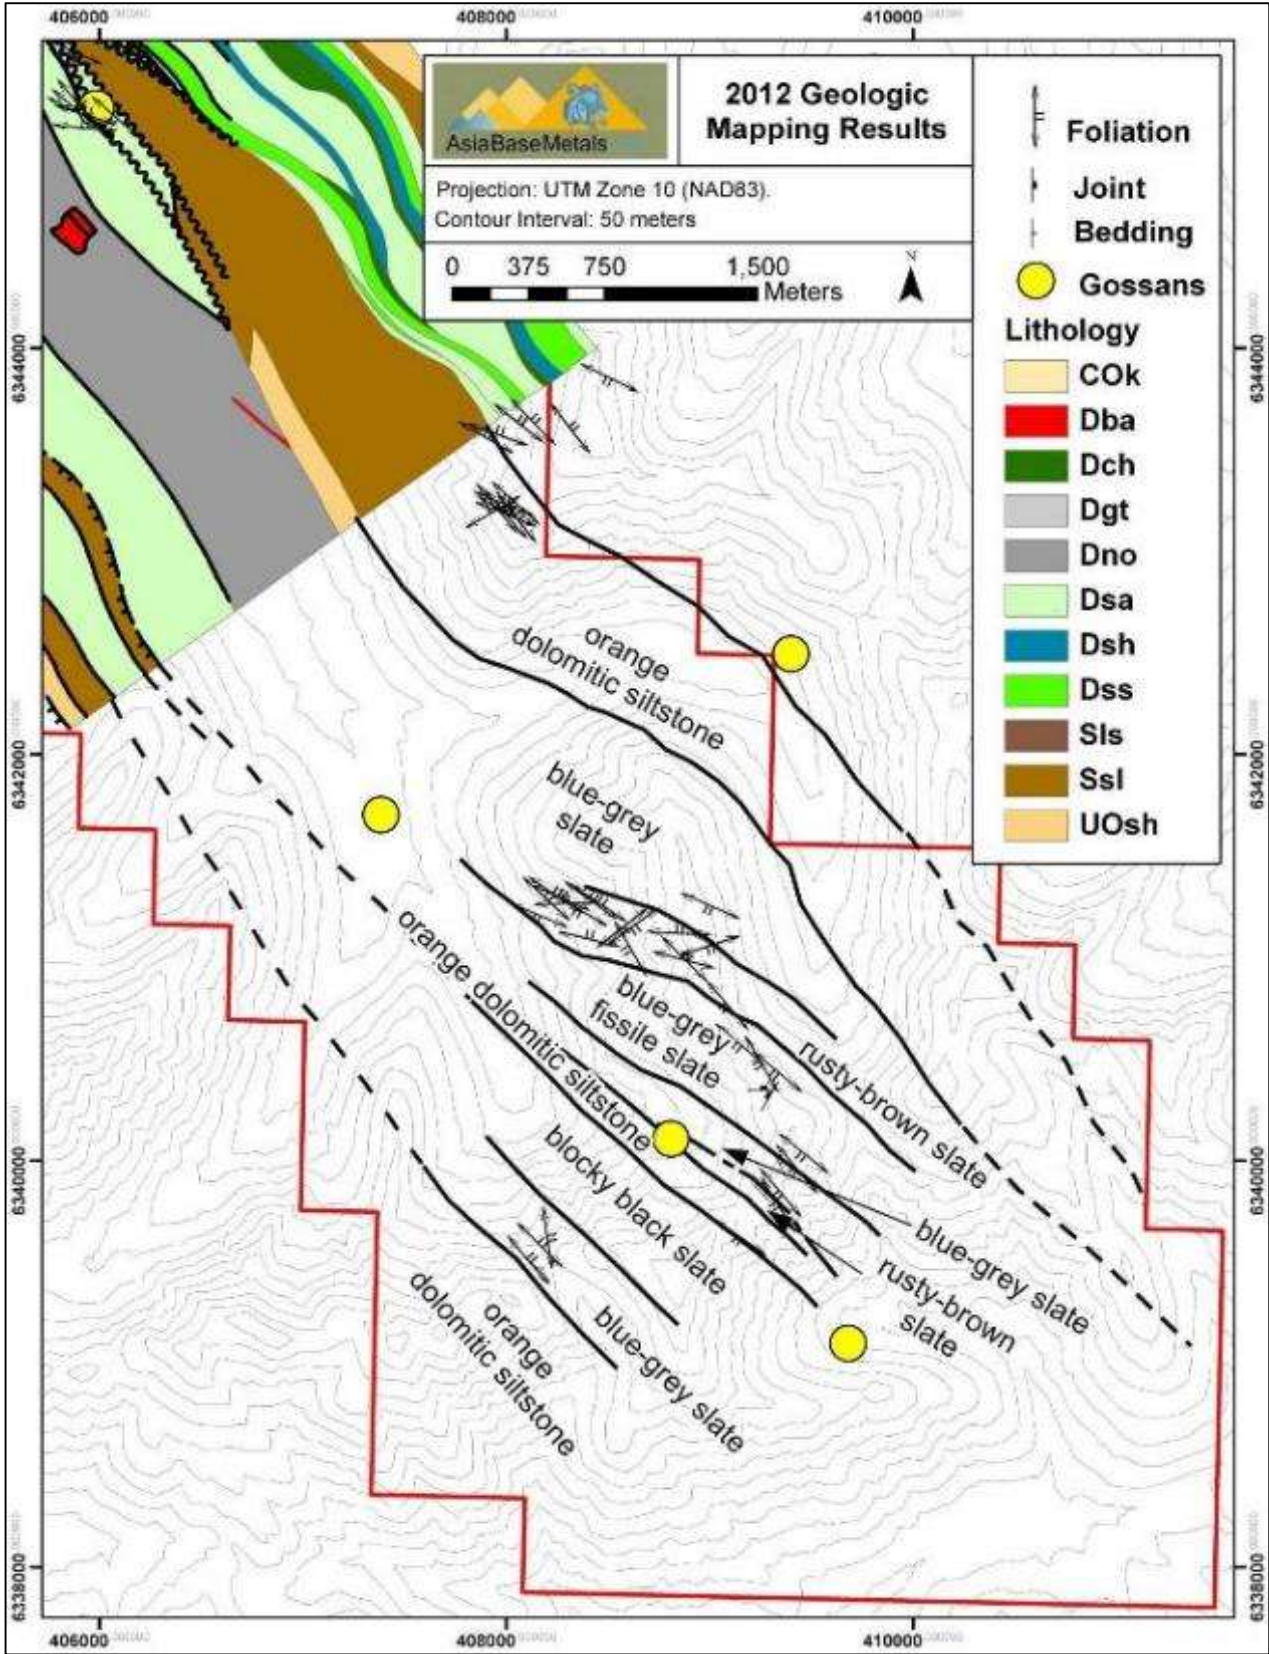 406000
408000
410000
AsiaBaseMetals
2012 Geologic
Mapping Results
Projection: UTM Zone 10 (NAD83).
Contour Interval: 50 meters
0 375 750 1,500
Meters
N
Foliation
Joint
Bedding
Gossans
Lithology
COk
Dba
Dch
Dgt
Dno
Dsa
Dsh
Dss
Sls
Ssl
UOsh
6344000
6344000
6342000
6342000
6340000
6340000
6338000
6338000
orange
dolomitic siltstone
blue-grey
slate
orange dolomitic siltstone
blue-grey
fissile slate
rusty-brown slate
blocky black slate
blue-grey slate
rusty-brown
slate
orange
dolomitic siltstone
blue-grey slate
406000
408000
410000